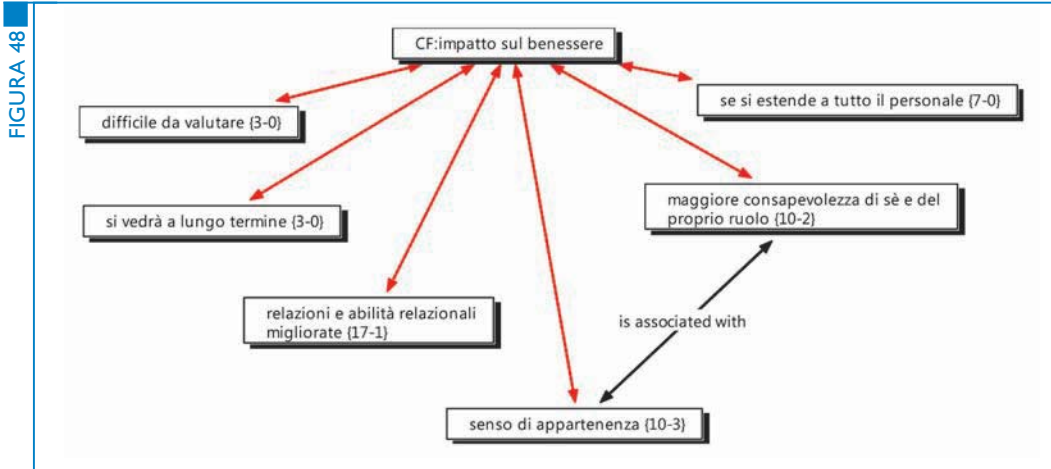 FIGURA 48
CF:impatto sul benessere
se si estende a tutto il personale {7-0}
difficile da valutare {3-0}
maggiore consapevolezza di sè e del
proprio ruolo {10-2}
si vedrà a lungo termine {3-0}
relazioni e abilità relazionali
migliorate {17-1}
is associated with
senso di appartenenza {10-3}